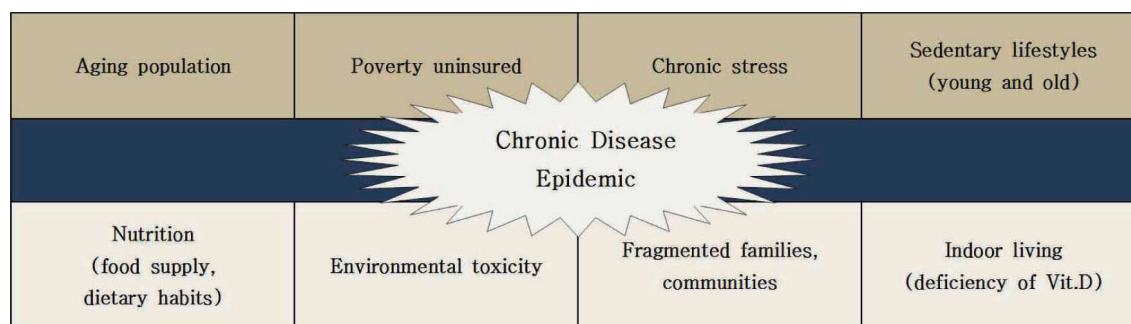 Aging population
Poverty uninsured
Chronic stress
Sedentary lifestyles
(young and old)
Chronic Disease
Epidemic
Nutrition
(food supply,
dietary habits)
Environmental toxicity
Fragmented families,
communities
Indoor living
(deficiency of Vit.D)